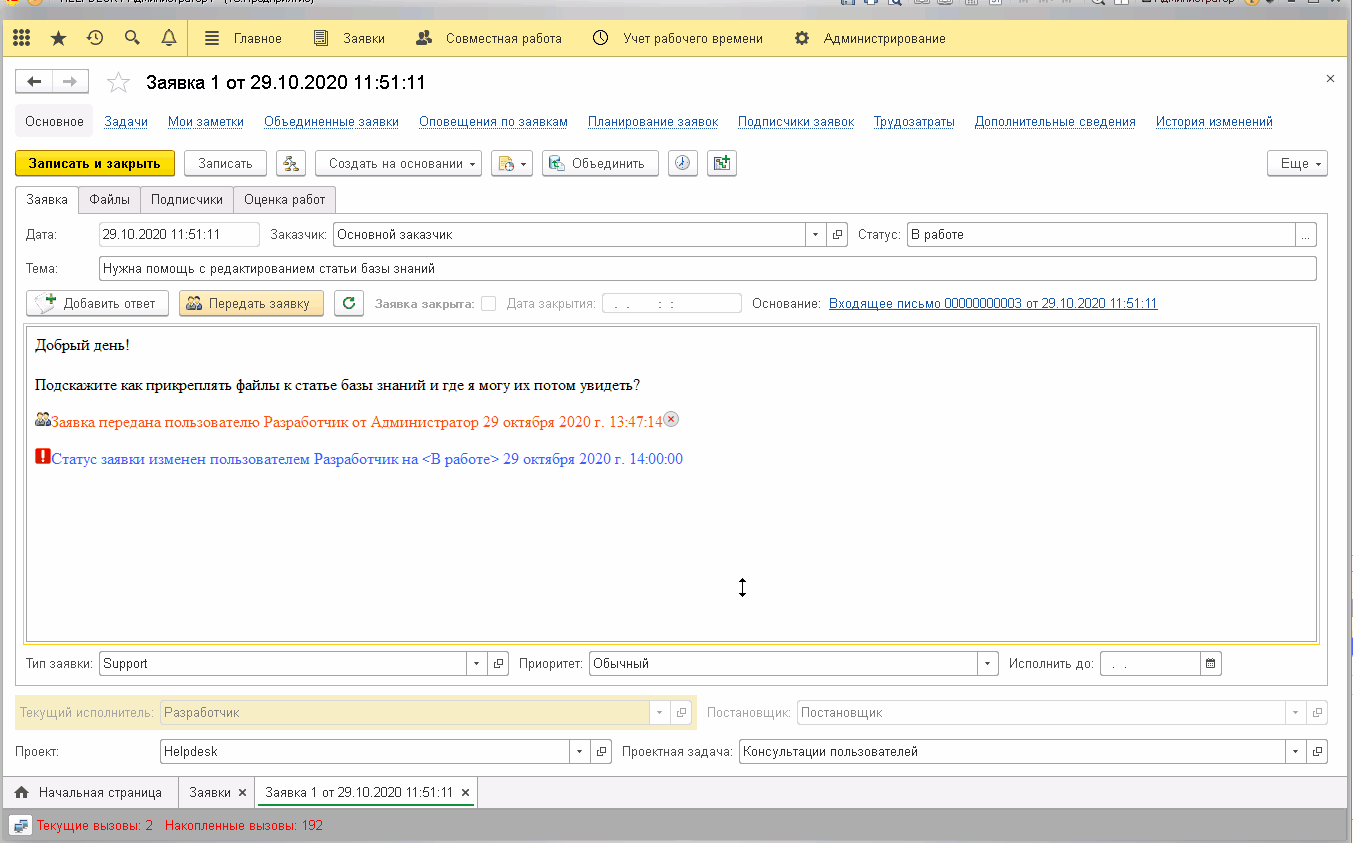 Главное Заявки Совместная работа Учет рабочего времени Администрирование
Заявка 1 от 29.10.2020 11:51:11
Основное Задачи Мои заметки Объединенные заявки Оповещения по заявкам Планирование заявок Подписчики заявок Трудозатраты Дополнительные сведения История изменений
Записать и закрыть Записать Создать на основании Объединить Еще
Заявка Файлы Подписчики Оценка работ
Дата: 29.10.2020 11:51:11 Заказчик: Основной заказчик Статус: В работе ...
Тема: Нужна помощь с редактированием статьи базы знаний
Добавить ответ Передать заявку Заявка закрыта: Дата закрытия: . . : : Основание: Входящее письмо 00000000003 от 29.10.2020 11:51:11
Добрый день!
Подскажите как прикреплять файлы к статье базы знаний и где я могу их потом увидеть?
Заявка передана пользователю Разработчик от Администратор 29 октября 2020 г. 13:47:14
Статус заявки изменен пользователем Разработчик на <В работе> 29 октября 2020 г. 14:00:00
Тип заявки: Support Приоритет: Обычный Исполнить до: . .
Текущий исполнитель: Разработчик Постановщик: Постановщик
Проект: Helpdesk Проектная задача: Консультации пользователей
Начальная страница Заявки × Заявка 1 от 29.10.2020 11:51:11 ×
Текущие вызовы: 2 Накопленные вызовы: 192